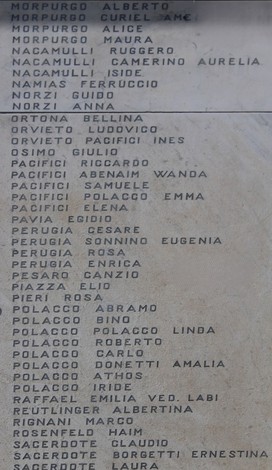 MORPURGO ALBERTO
MORPURGO CURIEL
MORPURGO ALICE
MORPURGO MAURA
NACAMULLI RUGGERO
NACAMULLI CAMERINO AURELIA
NACAMULLI ISIDE
NAMIAS FERRUCCIO
NORZI GUIDO
NORZI ANNA
ORTONA BELLINA
ORVIETO LUDOVICO
ORVIETO PACIFICI INES
OSIMO GIULIO
PACIFICI RICCARDO
PACIFICI ABENAIM WANDA
PACIFICI SAMUELE
PACIFICI POLACCO EMMA
PACIFICI ELENA
PAVIA EGIDIO
PERUGIA CESARE
PERUGIA SONNINO EUGENIA
PERUGIA ROSA
PERUGIA ENRICA
PESARO CANZIO
PIAZZA ELIO
PIERI ROSA
POLACCO ABRAMO
POLACCO GINO
POLACCO POLACCO LINDA
POLACCO ROBERTO
POLACCO CARLO
POLACCO DONETTI AMALIA
POLACCO ATHOS
POLACCO IRIDE
RAFFAEL EMILIA VED. LABI
REUTLINGER ALBERTINA
RIGNANI MARCO
ROSENFELD HAIM
SACERDOTE CLAUDIO
SACERDOTE BORGETTI ERNESTINA
SACERDOTE LAURA